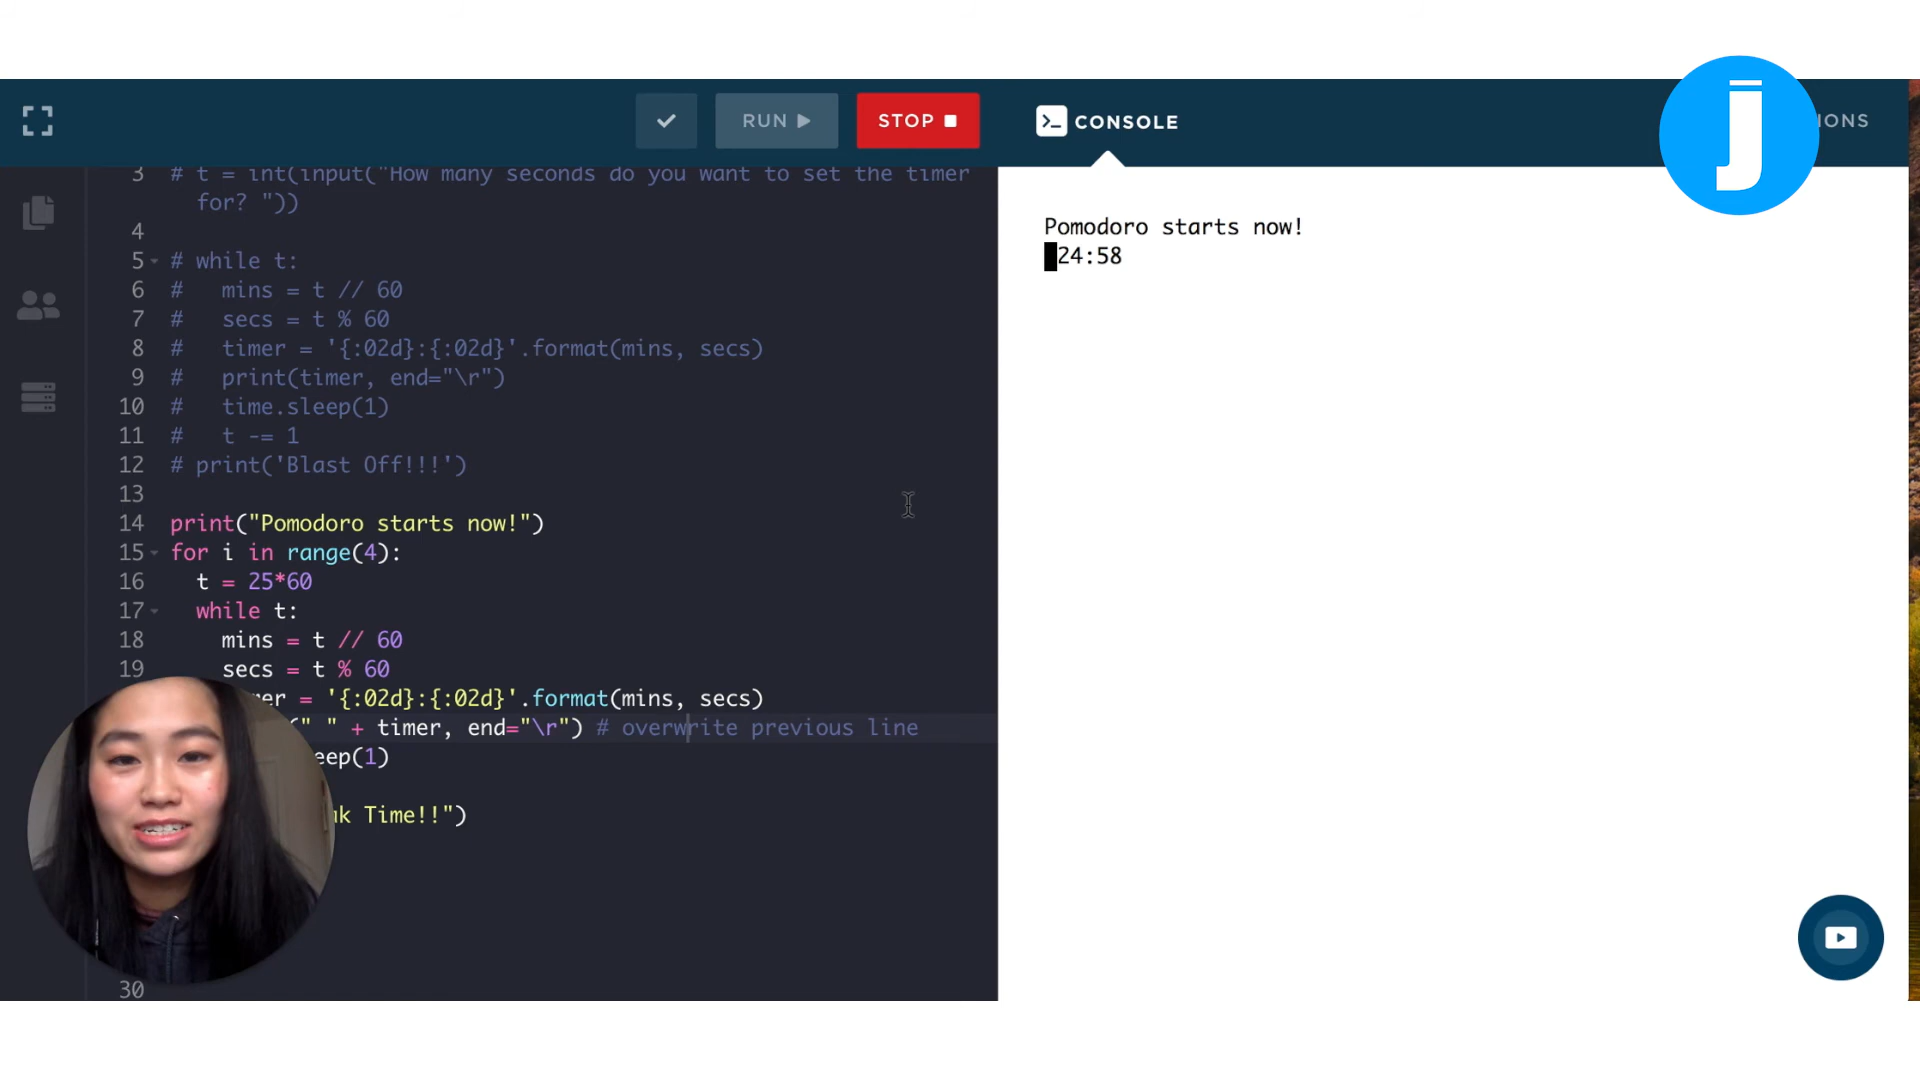 RUN
STOP
CONSOLE
J
IONS
3 # t = int(input("How many seconds do you want to set the timer
for? "))
4
5 # while t:
6 #   mins = t // 60
7 #   secs = t % 60
8 #   timer = '{:02d}:{:02d}'.format(mins, secs)
9 #   print(timer, end="\r")
10 #   time.sleep(1)
11 #   t -= 1
12 # print('Blast Off!!!')
13
14 print("Pomodoro starts now!")
15 for i in range(4):
16   t = 25*60
17   while t:
18     mins = t // 60
19     secs = t % 60
mer = '{:02d}:{:02d}'.format(mins, secs)
(" " + timer, end="\r") # overwrite previous line
eep(1)
k Time!!")
30
Pomodoro starts now!
24:58